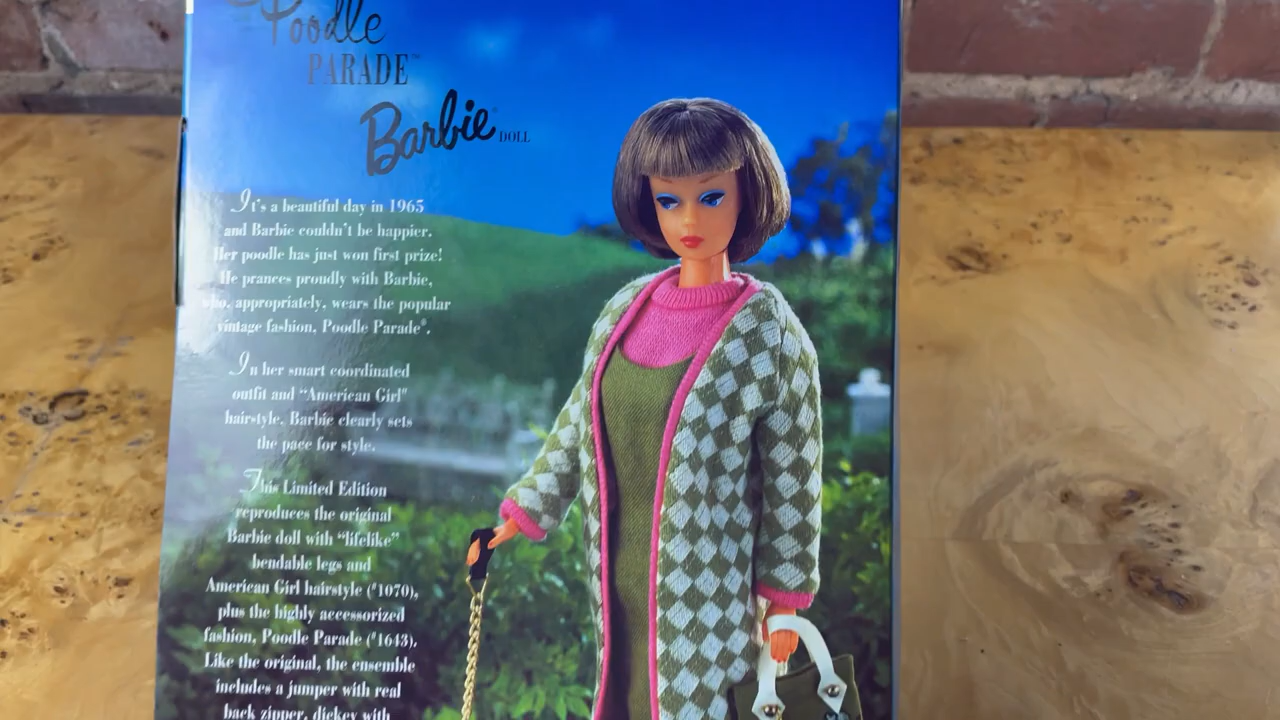 Poodle
PARADE™
Barbie® DOLL
It's a beautiful day in 1965
and Barbie couldn't be happier.
Her poodle has just won first prize!
He prances proudly with Barbie,
who, appropriately, wears the popular
vintage fashion, Poodle Parade®.
In her smart coordinated
outfit and “American Girl”
hairstyle, Barbie clearly sets
the pace for style.
This Limited Edition
reproduces the original
Barbie doll with “lifelike”
bendable legs and
American Girl hairstyle (#1070),
plus the highly accessorized
fashion, Poodle Parade (#1643).
Like the original, the ensemble
includes a jumper with real
back zipper, dickey with